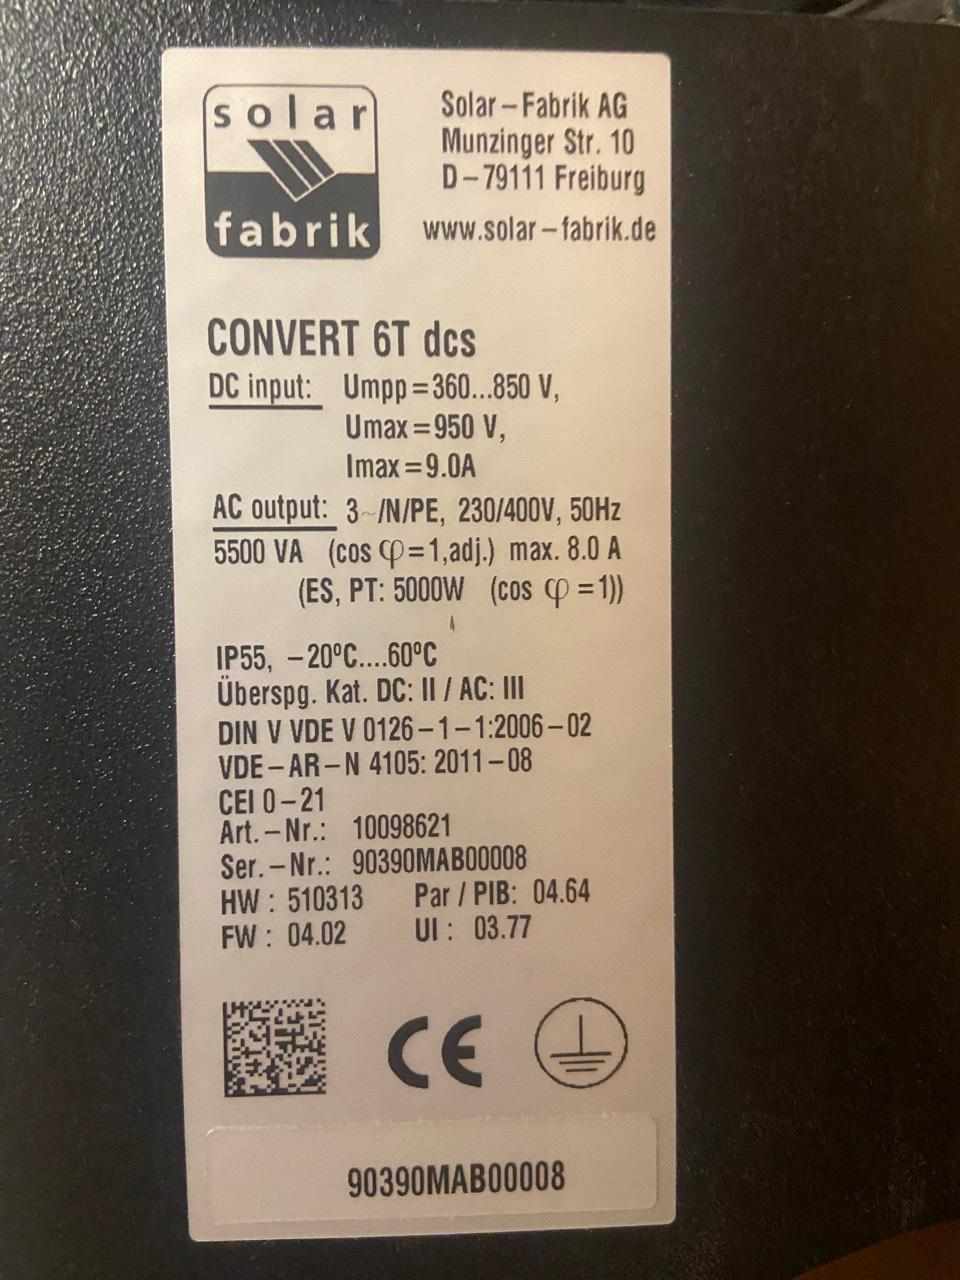 solar
fabrik
Solar-Fabrik AG
Munzinger Str. 10
D-79111 Freiburg
www.solar-fabrik.de
CONVERT 6T dcs
DC input: Umpp=360...850 V,
Umax=950 V,
Imax=9.0A
AC output: 3~/N/PE, 230/400V, 50Hz
5500 VA (cos φ=1,adj.) max. 8.0 A
(ES, PT: 5000W (cos φ=1))
IP55, -20ºC....60ºC
Überspg. Kat. DC: II / AC: III
DIN V VDE V 0126-1-1:2006-02
VDE-AR-N 4105: 2011-08
CEI 0-21
Art.-Nr.: 10098621
Ser.-Nr.: 90390MAB00008
HW : 510313 Par / PIB: 04.64
FW : 04.02 UI : 03.77
CE
90390MAB00008